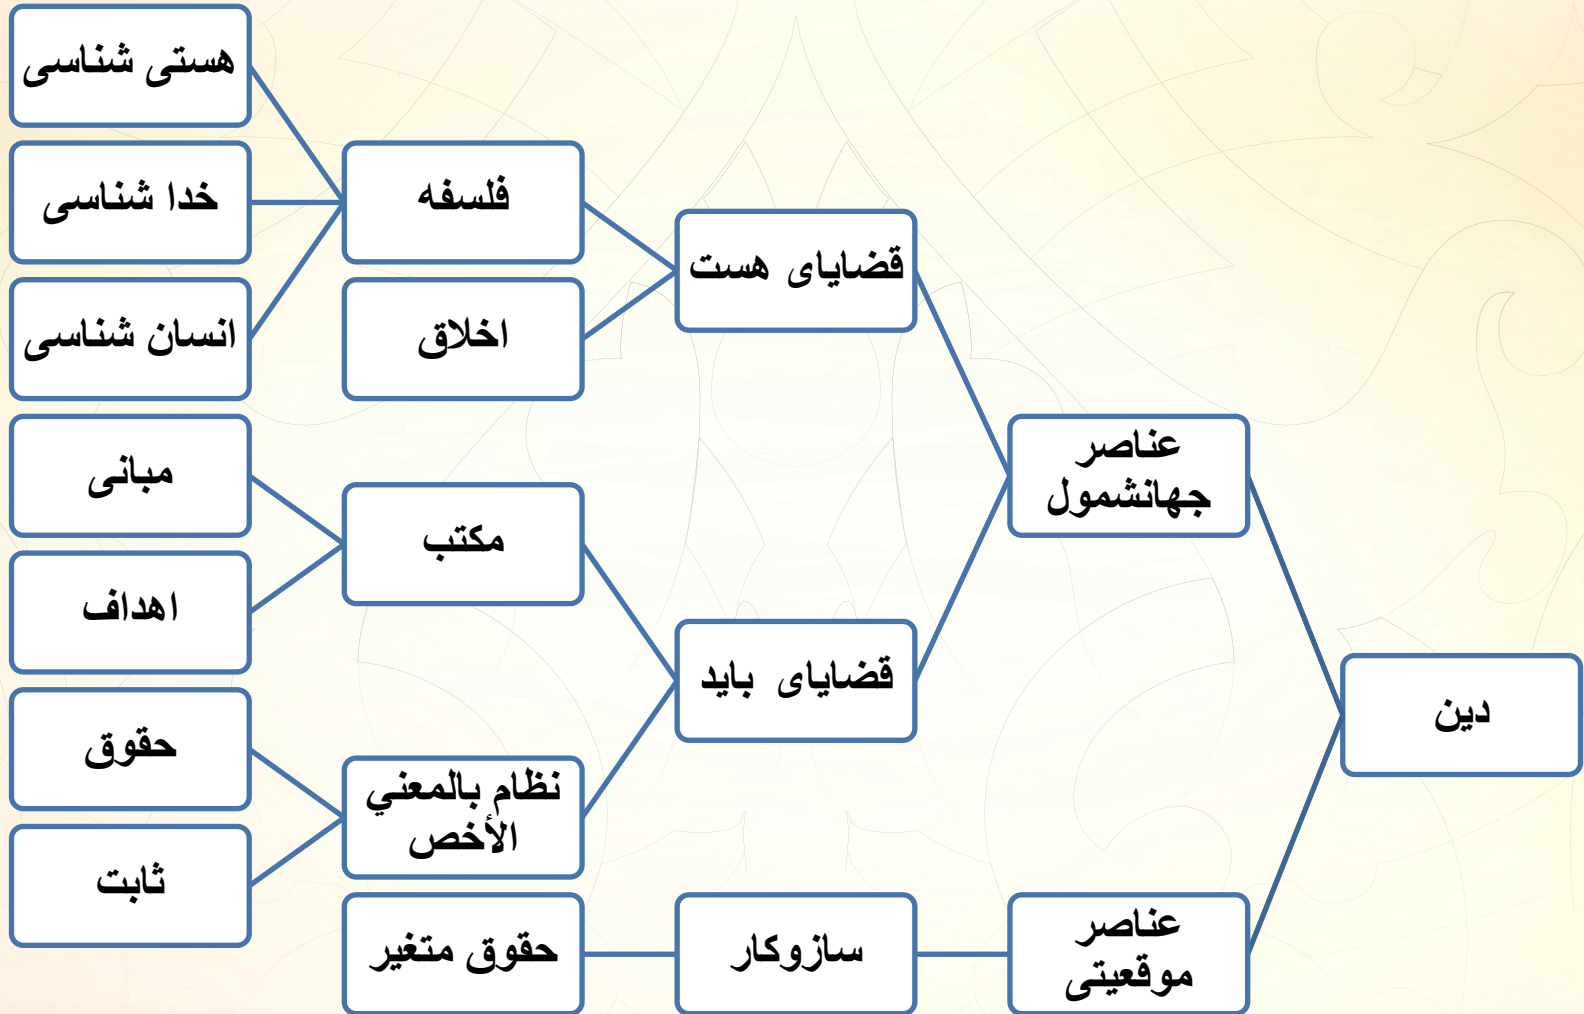 دین
عناصر
جهانشمول
عناصر
موقعیتی
قضایای هست
قضایای باید
سازوکار
فلسفه
اخلاق
مکتب
نظام بالمعني
الأخص
حقوق متغیر
هستی شناسی
خدا شناسی
انسان شناسی
مبانی
اهداف
حقوق
ثابت